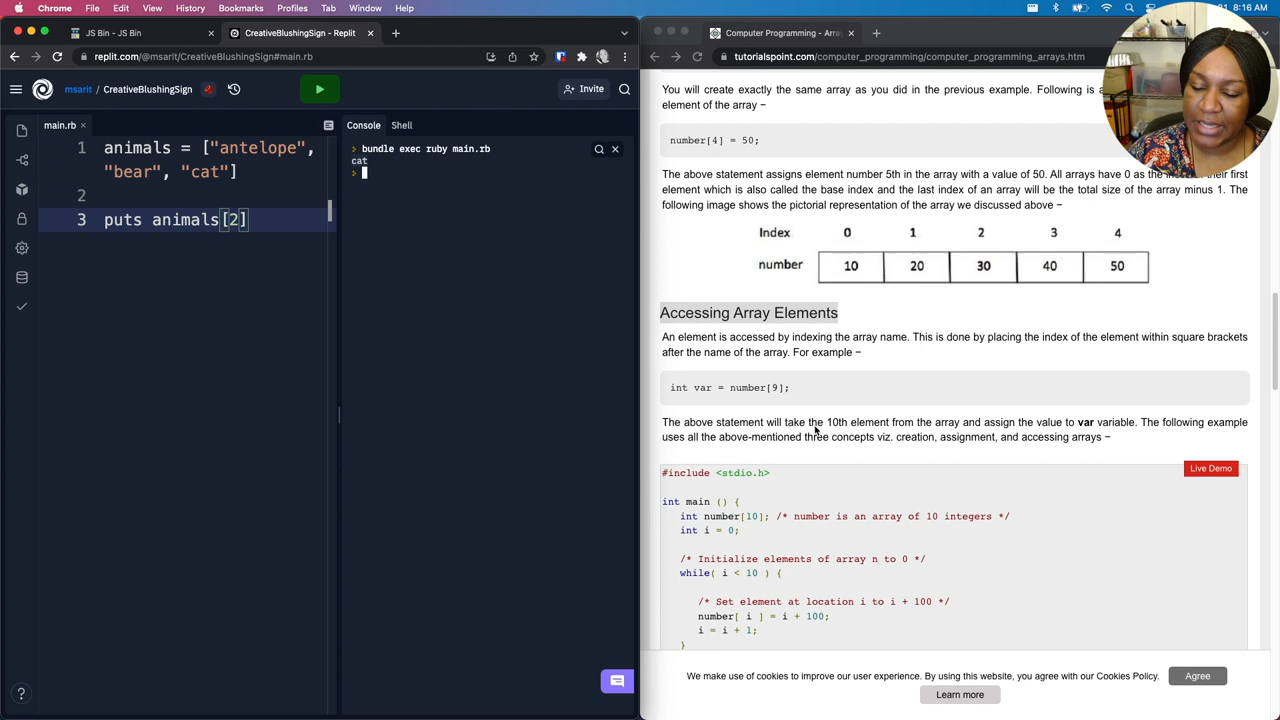 Chrome File Edit View History Bookmarks Profiles Tab Window Help
8:16 AM
JS Bin - JS Bin
CreativeBlushingSign - Replit
replit.com/@msarit/CreativeBlushingSign#main.rb
msarit / CreativeBlushingSign
Invite
main.rb
1 animals = ["antelope",
"bear", "cat"]
2
3 puts animals[2]
Console Shell
bundle exec ruby main.rb
cat
Computer Programming - Arra
tutorialspoint.com/computer_programming/computer_programming_arrays.htm
You will create exactly the same array as you did in the previous example. Following is a
element of the array −
number[4] = 50;
The above statement assigns element number 5th in the array with a value of 50. All arrays have 0 as the their first
element which is also called the base index and the last index of an array will be the total size of the array minus 1. The
following image shows the pictorial representation of the array we discussed above −
Index 0 1 2 3 4
number 10 20 30 40 50
Accessing Array Elements
An element is accessed by indexing the array name. This is done by placing the index of the element within square brackets
after the name of the array. For example −
int var = number[9];
The above statement will take the 10th element from the array and assign the value to var variable. The following example
uses all the above-mentioned three concepts viz. creation, assignment, and accessing arrays −
Live Demo
#include <stdio.h>
int main () {
int number[10]; /* number is an array of 10 integers */
int i = 0;
/* Initialize elements of array n to 0 */
while( i < 10 ) {
/* Set element at location i to i + 100 */
number[ i ] = i + 100;
i = i + 1;
}
We make use of cookies to improve our user experience. By using this website, you agree with our Cookies Policy.
Agree
Learn more